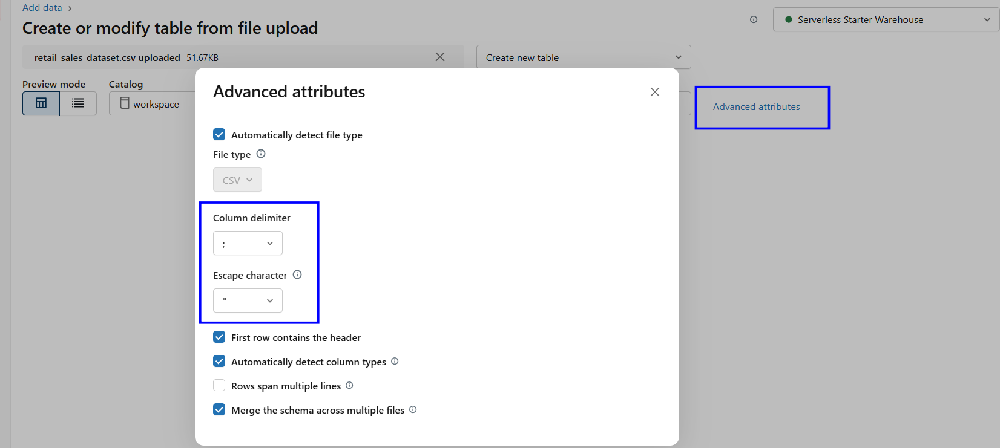 Add data
Create or modify table from file upload
Serverless Starter Warehouse
retail_sales_dataset.csv uploaded 51.67KB
Create new table
Preview mode
Catalog
workspace
Advanced attributes
Advanced attributes
Automatically detect file type
File type
CSV
Column delimiter
;
Escape character
"
First row contains the header
Automatically detect column types
Rows span multiple lines
Merge the schema across multiple files